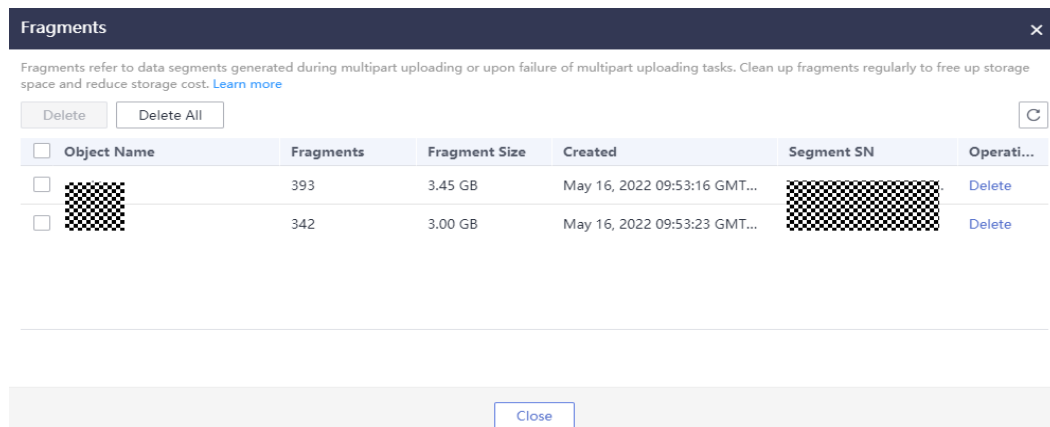 Fragments
Fragments refer to data segments generated during multipart uploading or upon failure of multipart uploading tasks. Clean up fragments regularly to free up storage
space and reduce storage cost. Learn more
Delete Delete All
Object Name Fragments Fragment Size Created Segment SN Operati...
393 3.45 GB May 16, 2022 09:53:16 GMT... Delete
342 3.00 GB May 16, 2022 09:53:23 GMT... Delete
Close